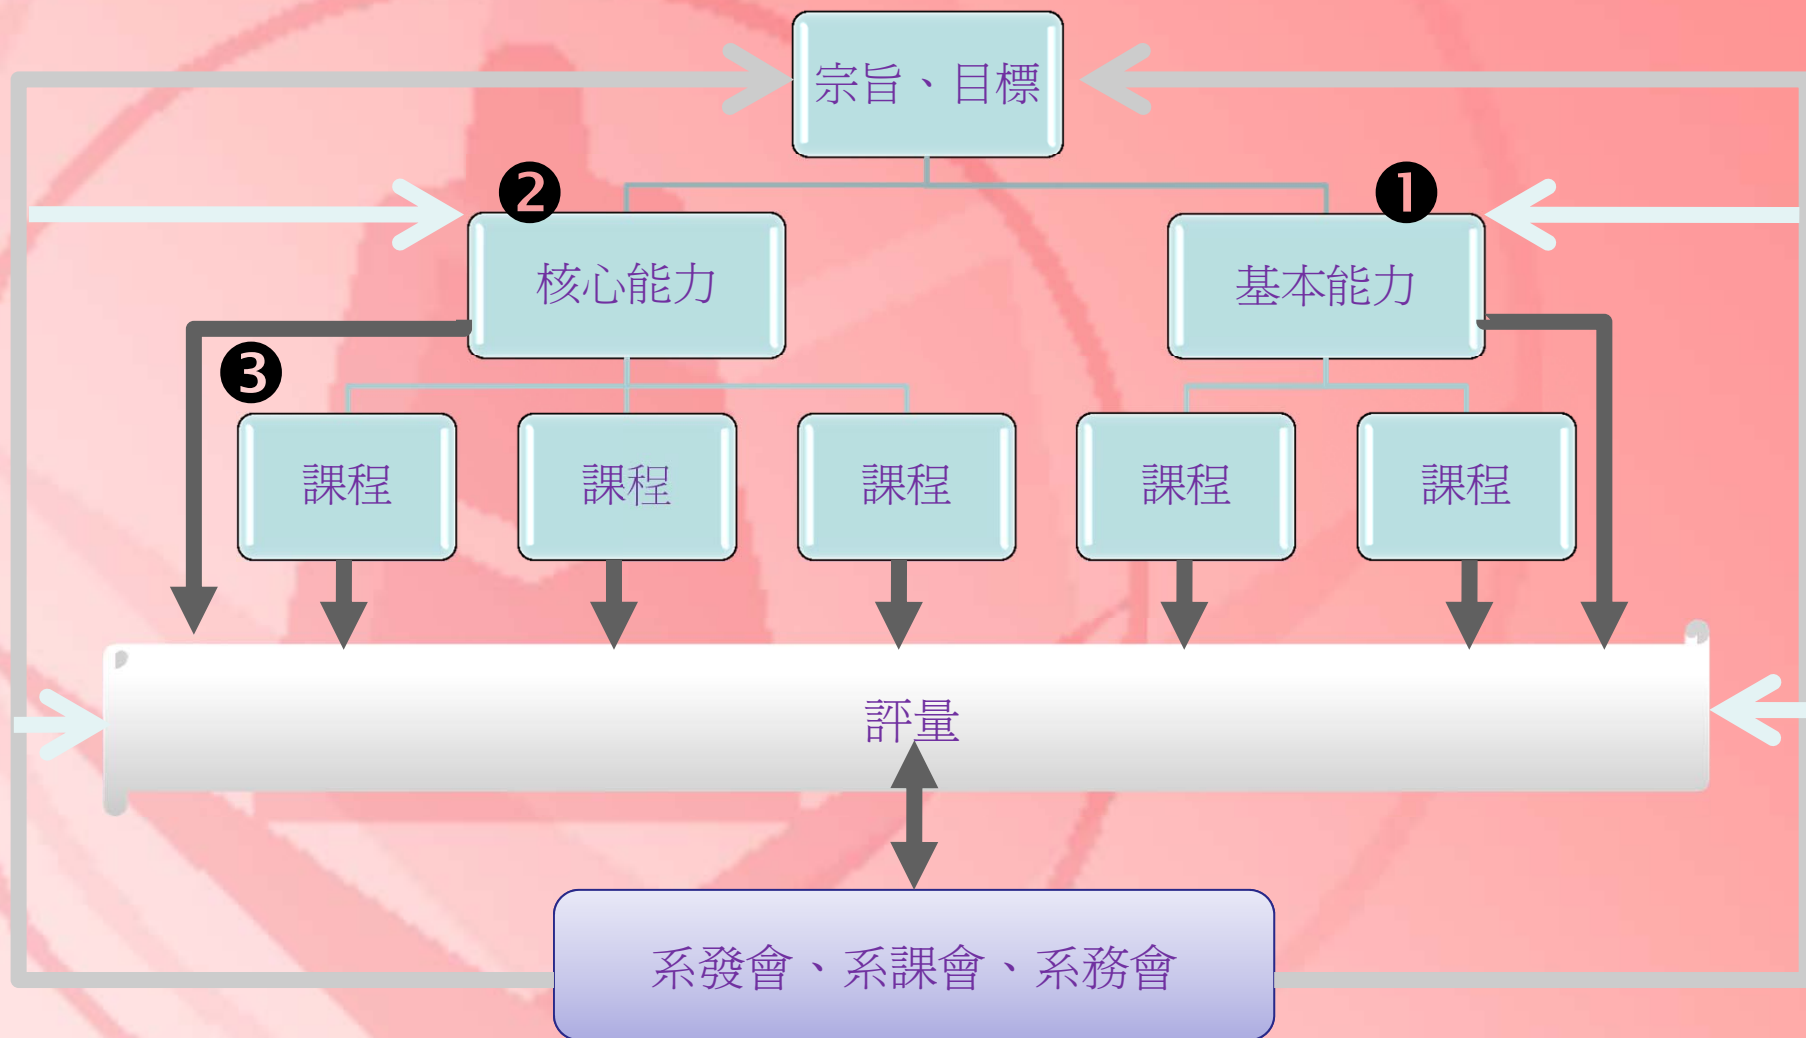 宗旨、目標
❷
❶
核心能力
基本能力
❸
課程
課程
課程
課程
課程
評量
系發會、系課會、系務會